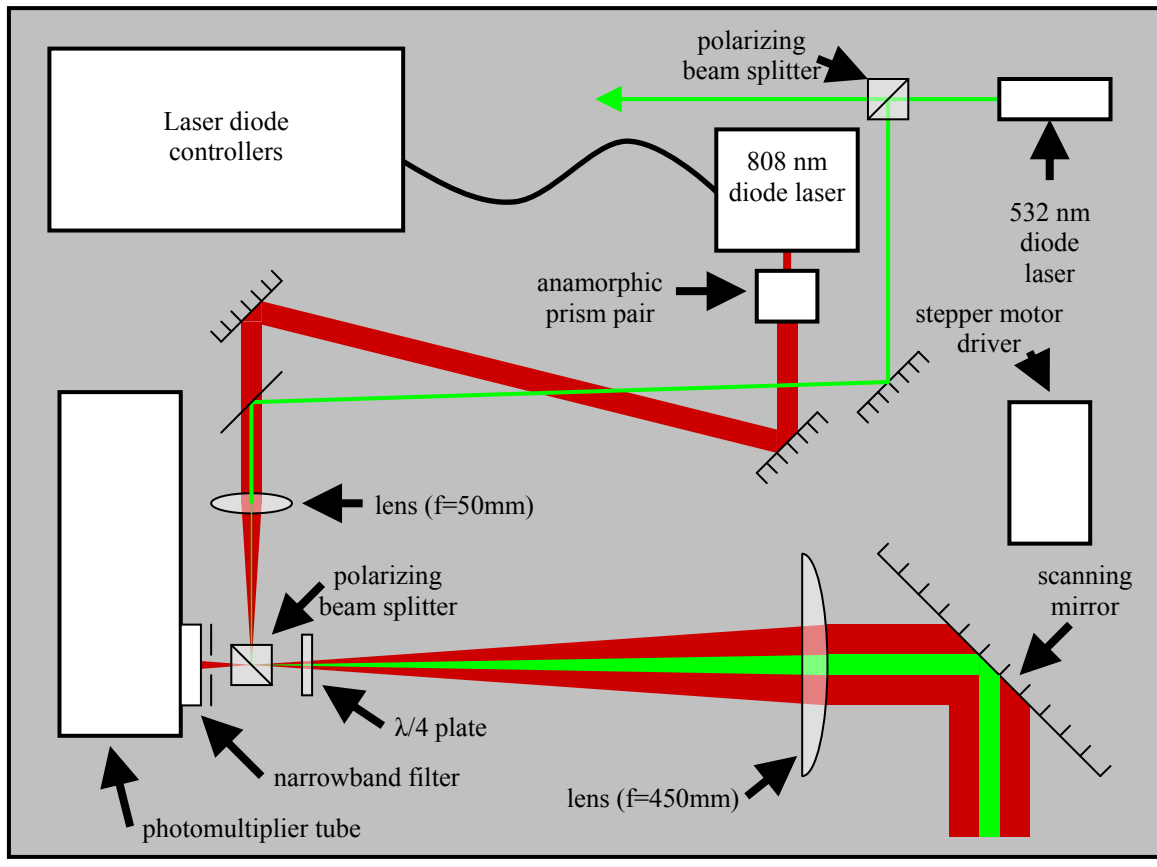 polarizing
beam splitter
Laser diode
controllers
808 nm
diode laser
532 nm
diode
laser
anamorphic
prism pair
stepper motor
driver
lens (f=50mm)
polarizing
beam splitter
scanning
mirror
λ/4 plate
narrowband filter
lens (f=450mm)
photomultiplier tube